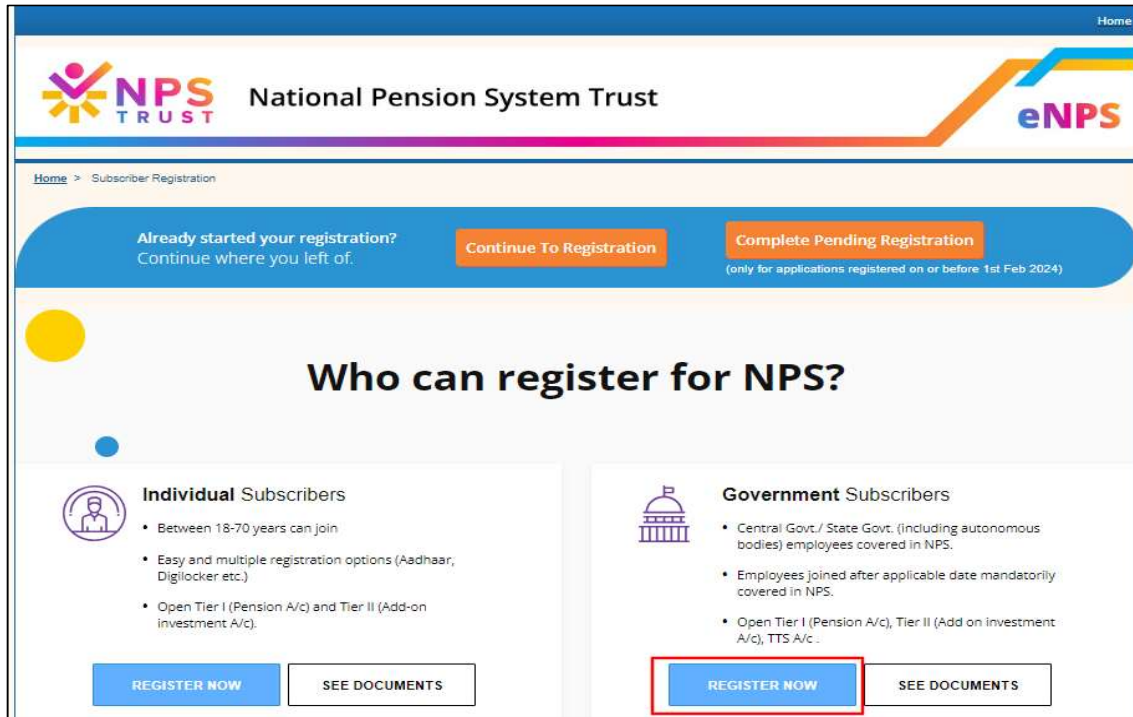 Home
NPS
TRUST
National Pension System Trust
eNPS
Home > Subscriber Registration
Already started your registration?
Continue where you left of.
Continue To Registration
Complete Pending Registration
(only for applications registered on or before 1st Feb 2024)
Who can register for NPS?
Individual Subscribers
• Between 18-70 years can join
• Easy and multiple registration options (Aadhaar,
Digilocker etc.)
• Open Tier I (Pension A/c) and Tier II (Add-on
investment A/c).
REGISTER NOW
SEE DOCUMENTS
Government Subscribers
• Central Govt./ State Govt. (including autonomous
bodies) employees covered in NPS.
• Employees joined after applicable date mandatorily
covered in NPS.
• Open Tier I (Pension A/c), Tier II (Add on investment
A/c), TTS A/c .
REGISTER NOW
SEE DOCUMENTS